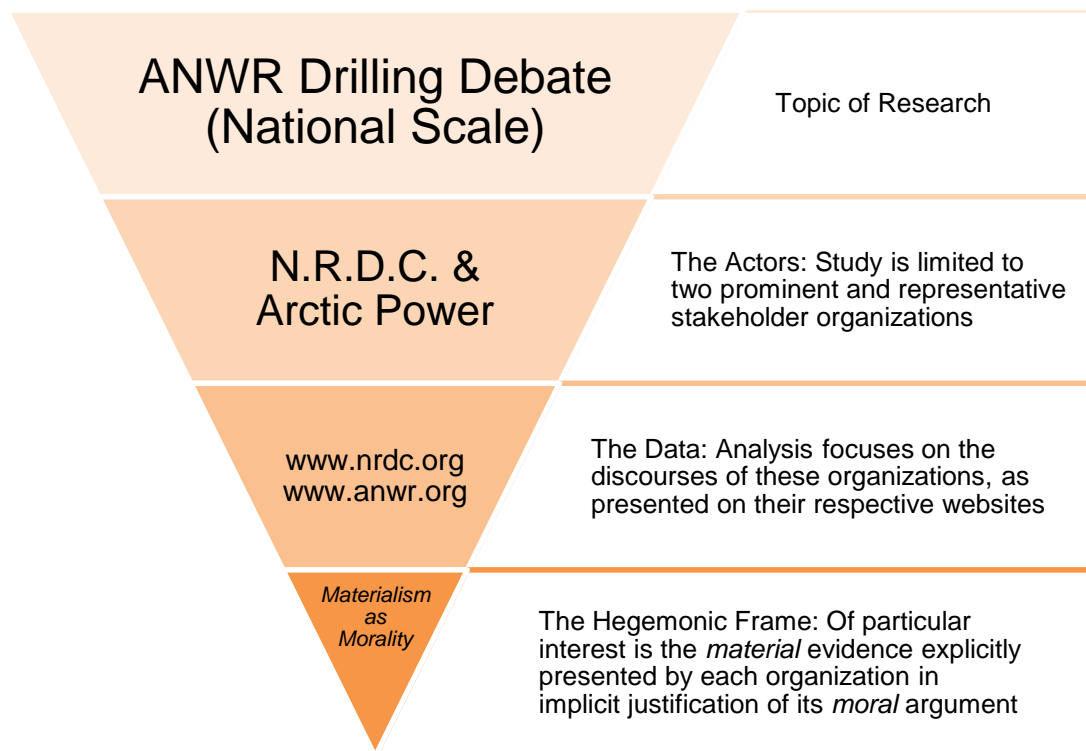 ANWR Drilling Debate
(National Scale)
Topic of Research
N.R.D.C. &
Arctic Power
The Actors: Study is limited to
two prominent and representative
stakeholder organizations
www.nrdc.org
www.anwr.org
The Data: Analysis focuses on the
discourses of these organizations, as
presented on their respective websites
Materialism
as
Morality
The Hegemonic Frame: Of particular
interest is the material evidence explicitly
presented by each organization in
implicit justification of its moral argument